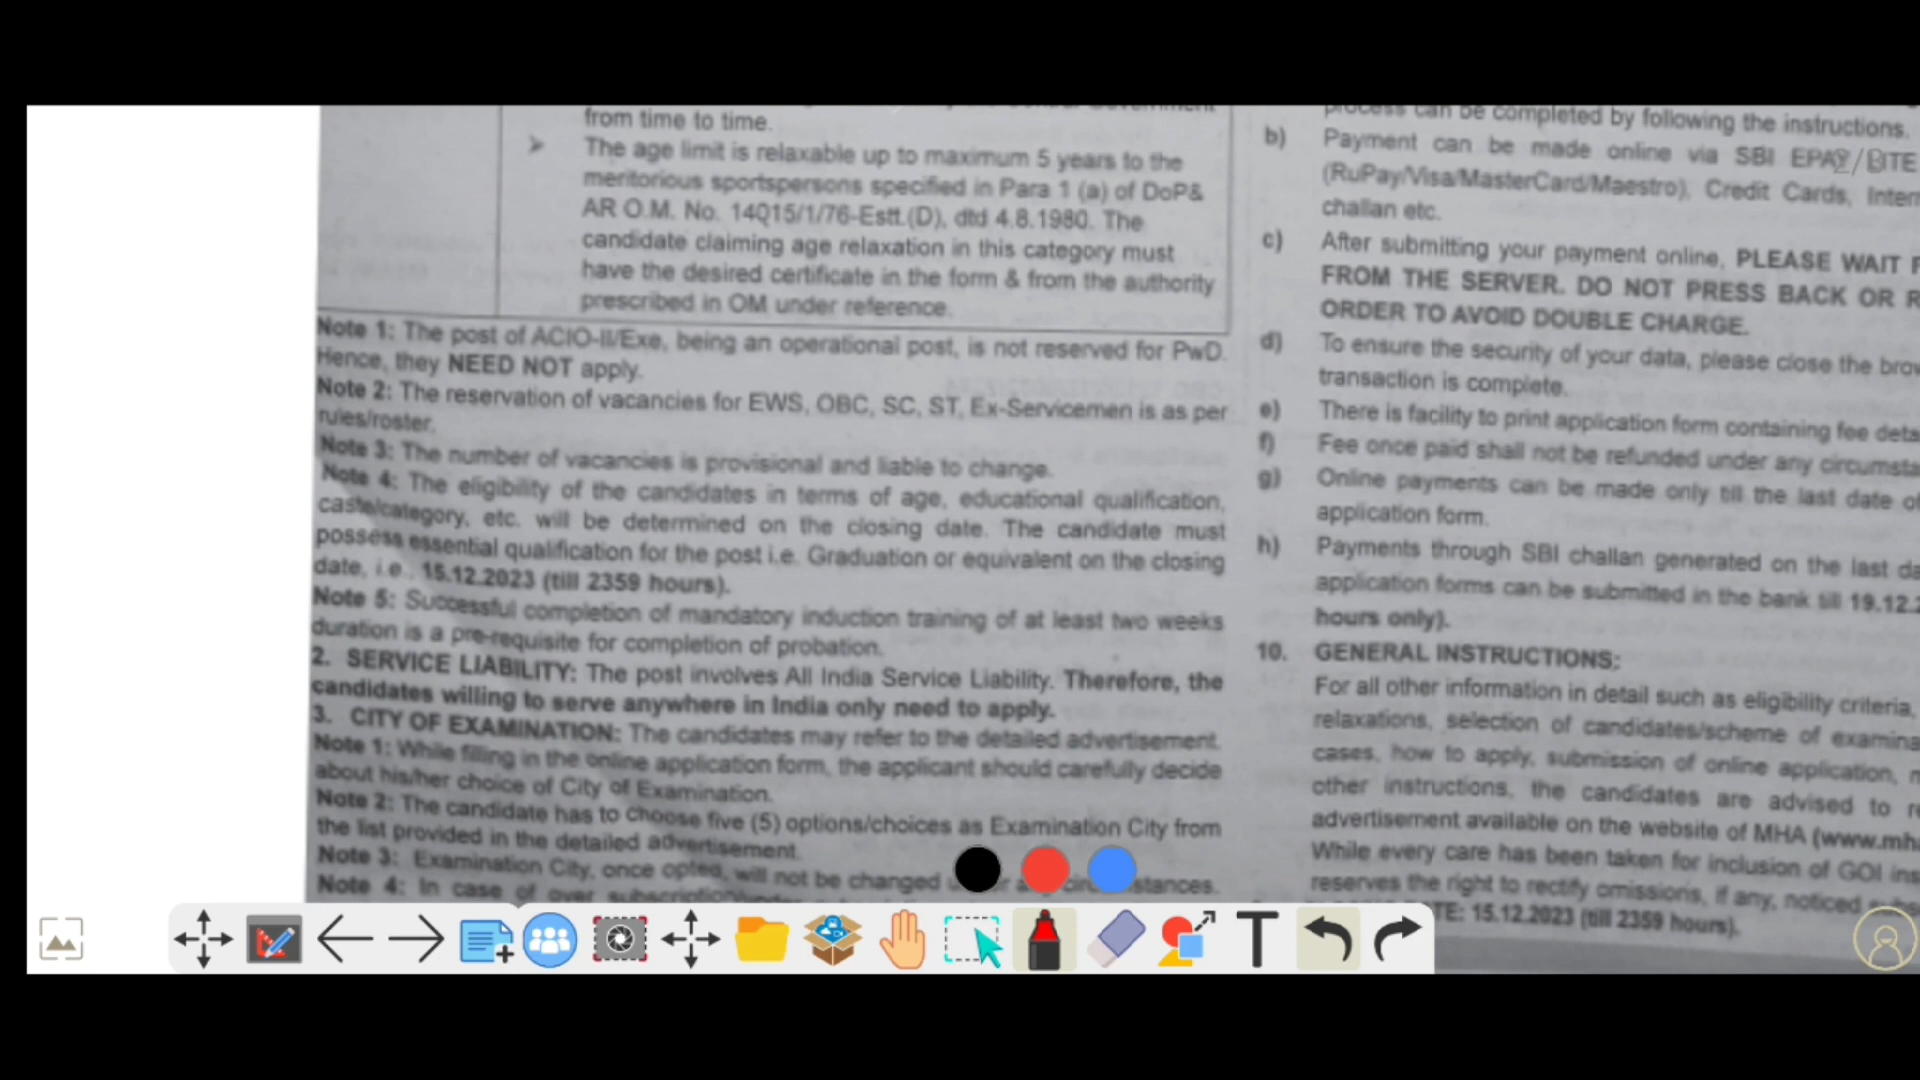 from time to time.
➤ The age limit is relaxable up to maximum 5 years to the
meritorious sportspersons specified in Para 1 (a) of DoP&
AR O.M. No. 14015/1/76-Estt.(D), dtd 4.8.1980. The
candidate claiming age relaxation in this category must
have the desired certificate in the form & from the authority
prescribed in OM under reference.
Note 1: The post of ACIO-II/Exe, being an operational post, is not reserved for PwD.
Hence, they NEED NOT apply.
Note 2: The reservation of vacancies for EWS, OBC, SC, ST, Ex-Servicemen is as per
rules/roster.
Note 3: The number of vacancies is provisional and liable to change.
Note 4: The eligibility of the candidates in terms of age, educational qualification,
caste/category, etc. will be determined on the closing date. The candidate must
possess essential qualification for the post i.e. Graduation or equivalent on the closing
date, i.e., 15.12.2023 (till 2359 hours).
Note 5: Successful completion of mandatory induction training of at least two weeks
duration is a pre-requisite for completion of probation.
2. SERVICE LIABILITY: The post involves All India Service Liability. Therefore, the
candidates willing to serve anywhere in India only need to apply.
3. CITY OF EXAMINATION: The candidates may refer to the detailed advertisement.
Note 1: While filling in the online application form, the applicant should carefully decide
about his/her choice of City of Examination.
Note 2: The candidate has to choose five (5) options/choices as Examination City from
the list provided in the detailed advertisement.
Note 3: Examination City, once opted, will not be changed
Note 4: In case of over subscription
process can be completed by following the instructions.
b) Payment can be made online via SBI
(RuPay/Visa/MasterCard/Maestro), Credit Cards,
challan etc.
c) After submitting your payment online, PLEASE WAIT
FROM THE SERVER. DO NOT PRESS BACK OR
ORDER TO AVOID DOUBLE CHARGE.
d) To ensure the security of your data, please close the
transaction is complete.
e) There is facility to print application form containing fee
f) Fee once paid shall not be refunded under any
g) Online payments can be made only till the last date of
application form.
h) Payments through SBI challan generated on the last
application forms can be submitted in the bank till 19.12.
hours only).
10. GENERAL INSTRUCTIONS:
For all other information in detail such as eligibility criteria,
relaxations, selection of candidates/scheme of
cases, how to apply, submission of online application,
other instructions, the candidates are advised to
advertisement available on the website of MHA (www.mh
While every care has been taken for inclusion of GOI
reserves the right to rectify omissions, if any, noticed
TE: 15.12.2023 (till 2359 hours).
T